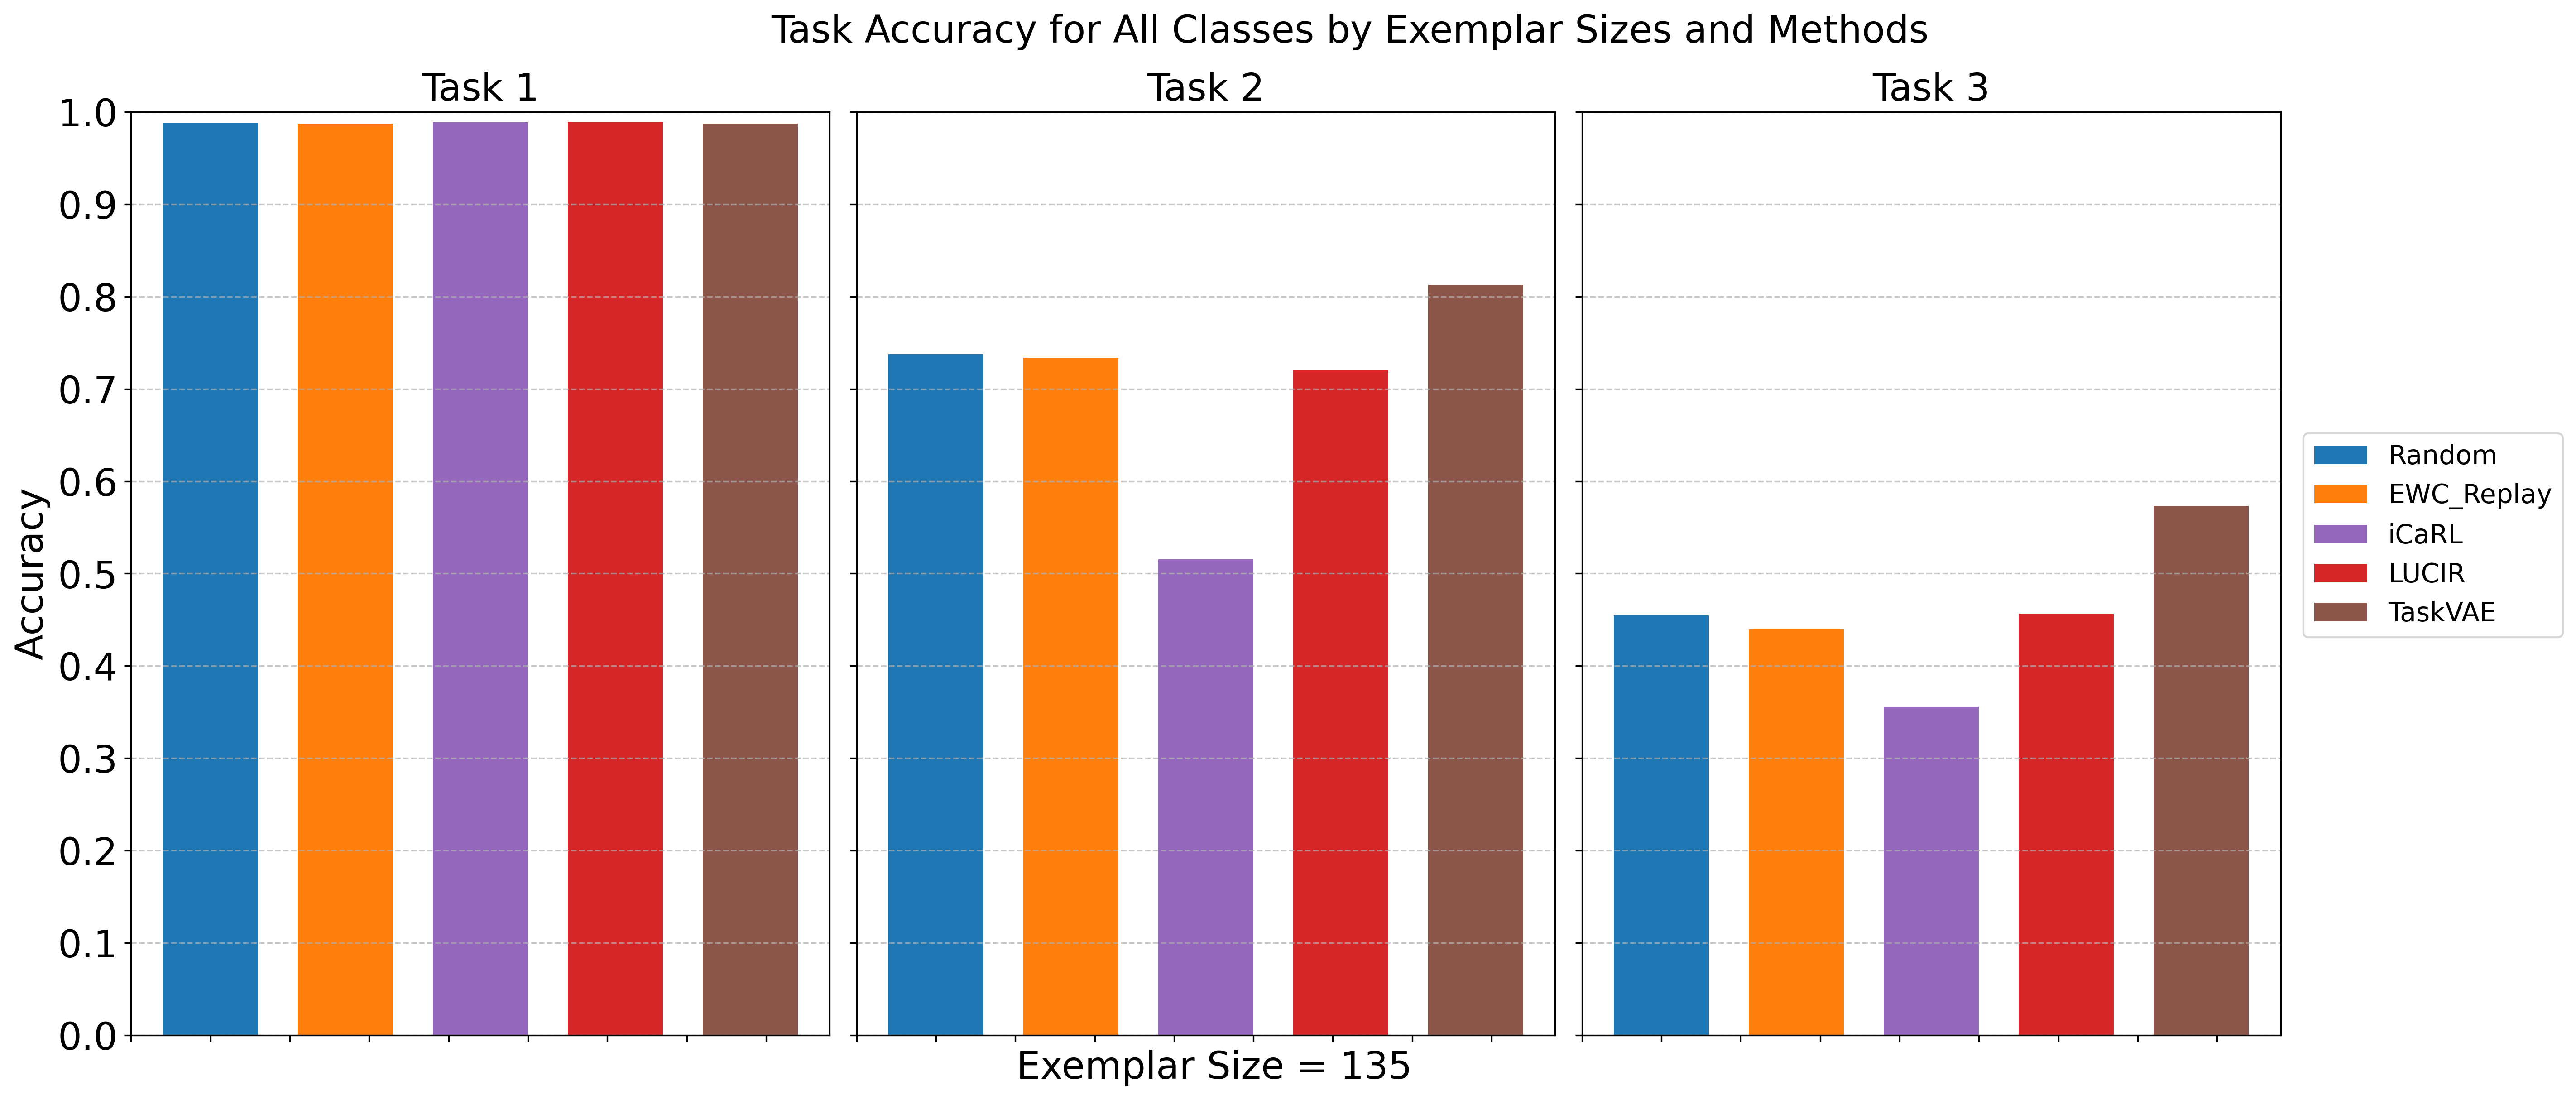 Task Accuracy for All Classes by Exemplar Sizes and Methods
Task 1
Task 2
Task 3
1.0
0.9
0.8
0.7
0.6
0.5
0.4
0.3
0.2
0.1
0.0
Accuracy
Exemplar Size = 135
Random
EWC_Replay
iCaRL
LUCIR
TaskVAE